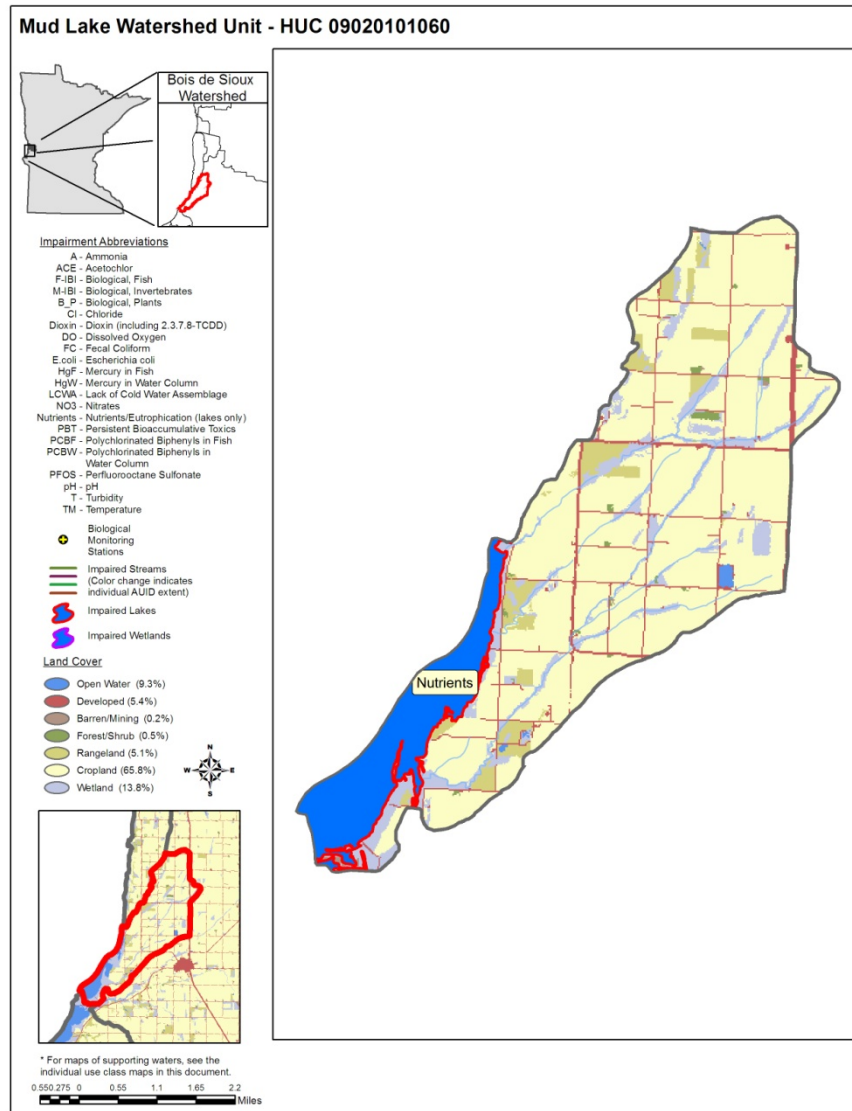 Mud Lake Watershed Unit - HUC 09020101060
Bois de Sioux
Watershed
Impairment Abbreviations
A - Ammonia
ACE - Acetochlor
F-IBI - Biological, Fish
M-IBI - Biological, Invertebrates
B_P - Biological, Plants
Cl - Chloride
Dioxin - Dioxin (including 2.3.7.8-TCDD)
DO - Dissolved Oxygen
FC - Fecal Coliform
E.coli - Escherichia coli
HgF - Mercury in Fish
HgW - Mercury in Water Column
LCWA - Lack of Cold Water Assemblage
NO3 - Nitrates
Nutrients - Nutrients/Eutrophication (lakes only)
PBT - Persistent Bioaccumulative Toxics
PCBF - Polychlorinated Biphenyls in Fish
PCBW - Polychlorinated Biphenyls in
Water Column
PFOS - Perfluorooctane Sulfonate
pH - pH
T - Turbidity
TM - Temperature
Biological
Monitoring
Stations
Impaired Streams
(Color change indicates
individual AUID extent)
Impaired Lakes
Impaired Wetlands
Land Cover
Open Water (9.3%)
Developed (5.4%)
Barren/Mining (0.2%)
Forest/Shrub (0.5%)
Rangeland (5.1%)
Cropland (65.8%)
Wetland (13.8%)
N
W E
S
Nutrients
* For maps of supporting waters, see the
individual use class maps in this document.
0.550.275 0 0.55 1.1 1.65 2.2
Miles